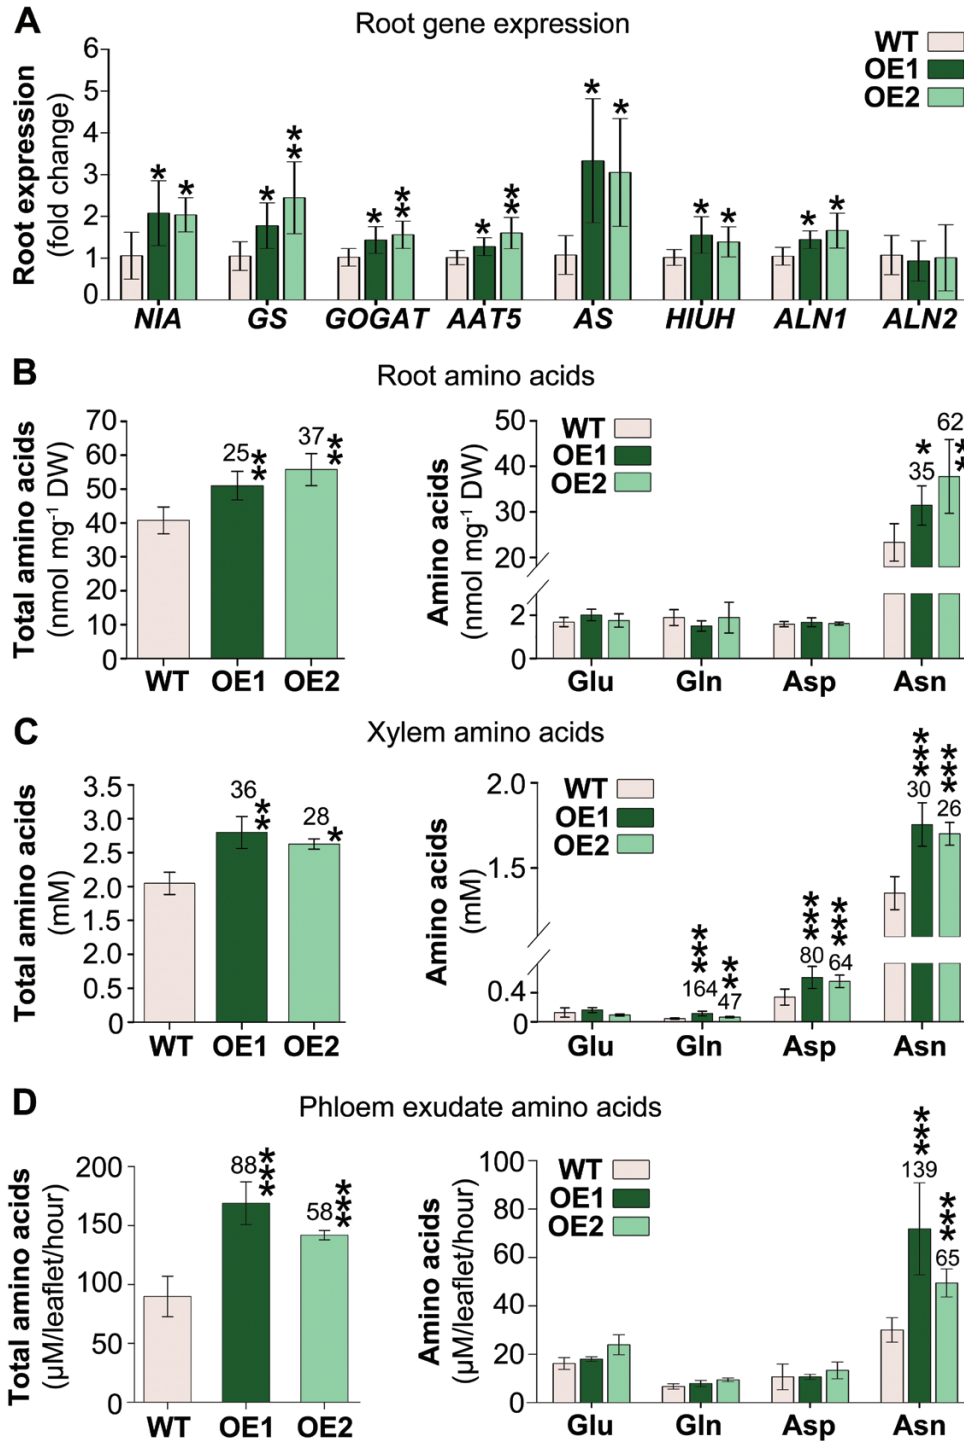 A
Root gene expression
WT
OE1
OE2
Root expression
(fold change)
6
5
4
3
2
1
0
* * * ** * ** * ** * * * * * *
NIA GS GOGAT AAT5 AS HIUH ALN1 ALN2
B
Root amino acids
Total amino acids
(nmol mg⁻¹ DW)
70
60
50
40
30
20
10
0
25 **
37 **
WT OE1 OE2
Amino acids
(nmol mg⁻¹ DW)
50
40
30
20
2
0
WT
OE1
OE2
* 35
62 **
Glu Gln Asp Asn
C
Xylem amino acids
Total amino acids
(mM)
3.5
3.0
2.5
2.0
1.5
2.0
0.5
0
36 **
28 *
WT OE1 OE2
Amino acids
(mM)
2.0
1.5
0.4
0
WT
OE1
OE2
*** 164
** 47
*** 80
*** 64
*** 30
*** 26
Glu Gln Asp Asn
D
Phloem exudate amino acids
Total amino acids
(µM/leaflet/hour)
200
150
100
50
0
88 ***
58 ***
WT OE1 OE2
Amino acids
(µM/leaflet/hour)
100
80
60
40
20
0
WT
OE1
OE2
*** 139
*** 65
Glu Gln Asp Asn